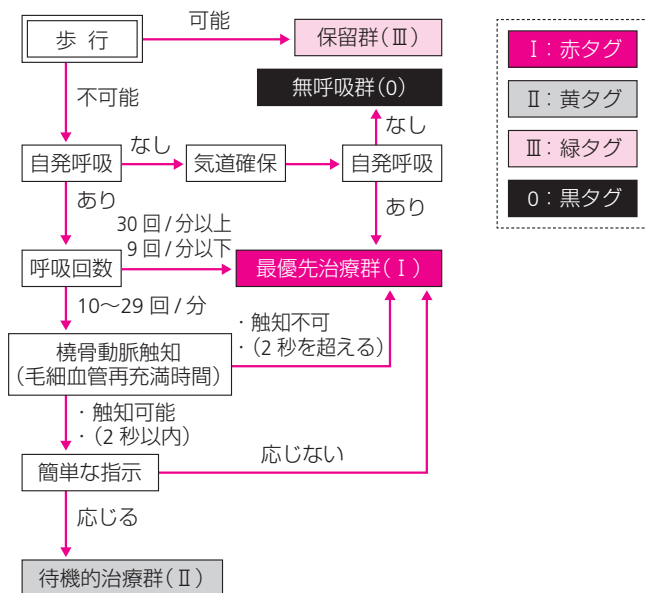 歩 行
可能
保留群(Ⅲ)
無呼吸群(0)
不可能
なし
自発呼吸
なし
気道確保
自発呼吸
あり
あり
30 回/分以上
9 回/分以下
呼吸回数
最優先治療群(Ⅰ)
10〜29 回 / 分
橈骨動脈触知
(毛細血管再充満時間)
・触知不可
・(2 秒を超える)
・触知可能
・(2 秒以内)
簡単な指示
応じない
応じる
待機的治療群(Ⅱ)
Ⅰ：赤タグ
Ⅱ：黄タグ
Ⅲ：緑タグ
0：黒タグ